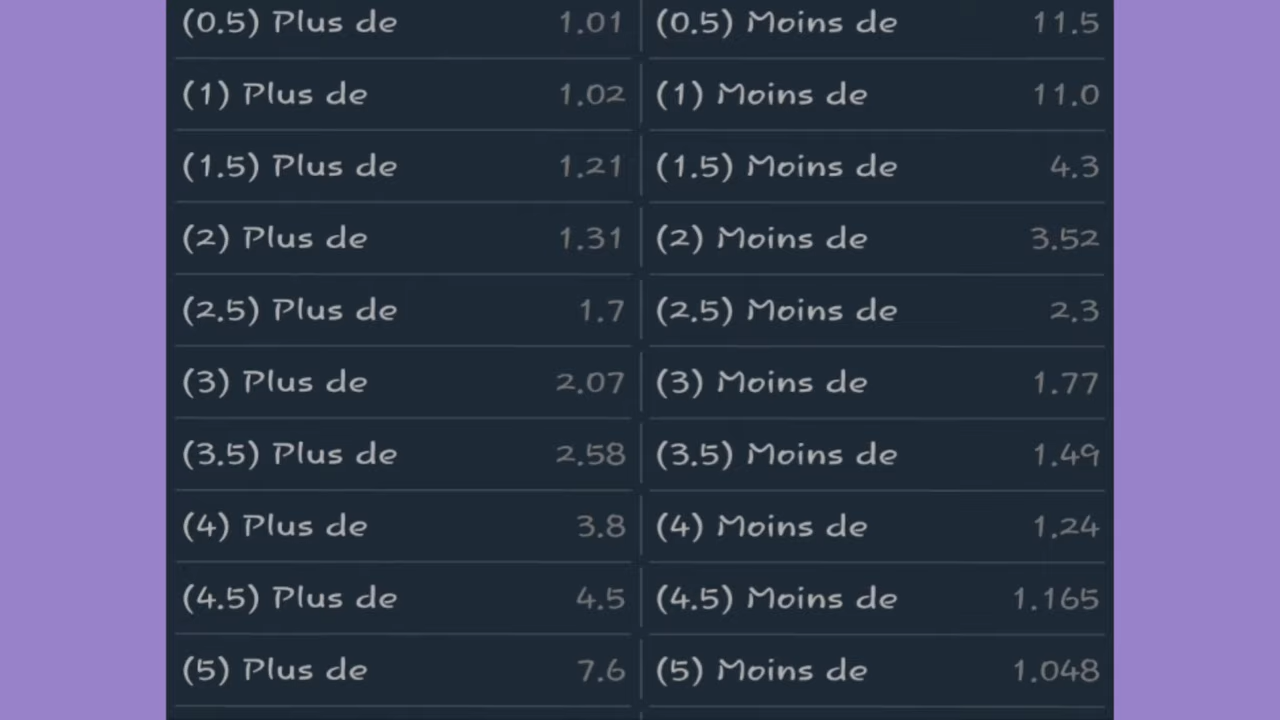 (0.5) Plus de 1.01 (0.5) Moins de 11.5
(1) Plus de 1.02 (1) Moins de 11.0
(1.5) Plus de 1.21 (1.5) Moins de 4.3
(2) Plus de 1.31 (2) Moins de 3.52
(2.5) Plus de 1.7 (2.5) Moins de 2.3
(3) Plus de 2.07 (3) Moins de 1.77
(3.5) Plus de 2.58 (3.5) Moins de 1.49
(4) Plus de 3.8 (4) Moins de 1.24
(4.5) Plus de 4.5 (4.5) Moins de 1.165
(5) Plus de 7.6 (5) Moins de 1.048